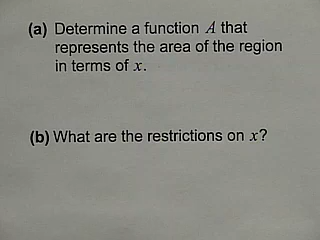 (a) Determine a function A that
represents the area of the region
in terms of x.
(b) What are the restrictions on x?